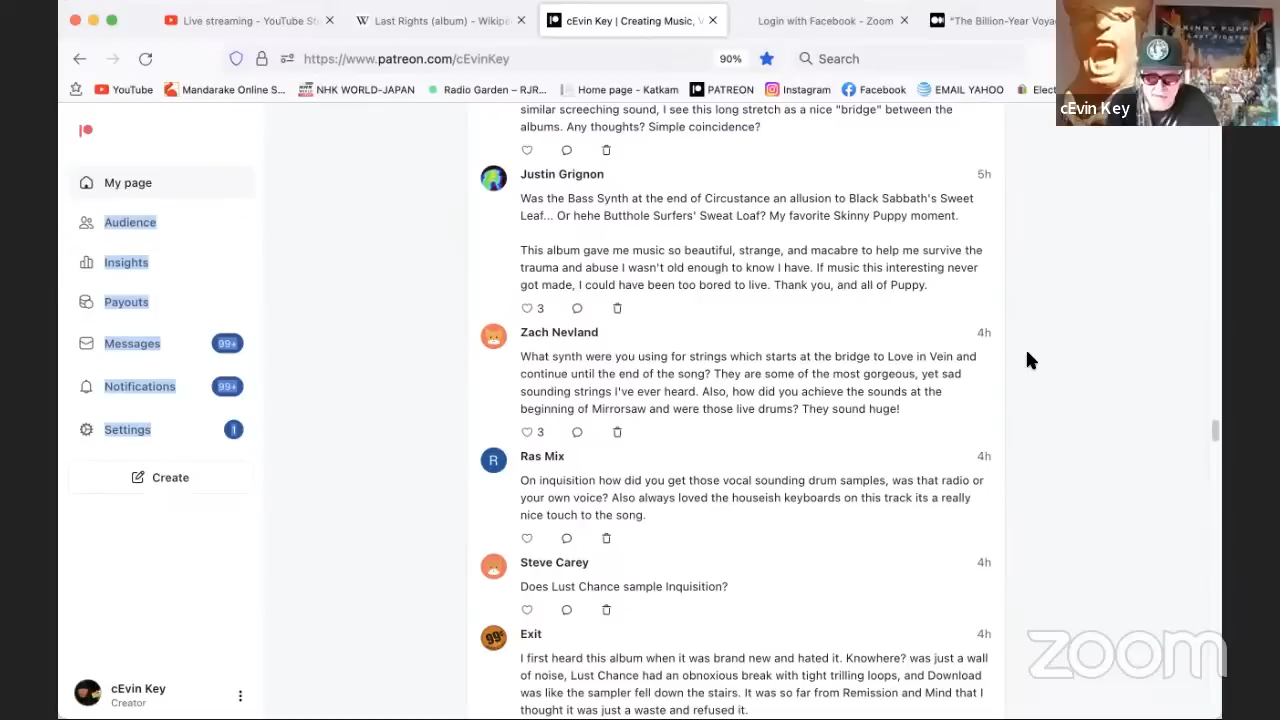 Live streaming - YouTube St
Last Rights (album) - Wikipe
cEvin Key | Creating Music, V
Login with Facebook - Zoom
"The Billion-Year Voya
https://www.patreon.com/cEvinKey
90%
Search
YouTube
Mandarake Online S...
NHK WORLD-JAPAN
Radio Garden – RJR...
Home page - Katkam
PATREON
Instagram
Facebook
EMAIL YAHOO
Elect
SKINNY PUPPY
LAST RIGHTS
cEvin Key
My page
Audience
Insights
Payouts
Messages 99+
Notifications 99+
Settings 1
Create
cEvin Key
Creator
similar screeching sound, I see this long stretch as a nice "bridge" between the
albums. Any thoughts? Simple coincidence?
Justin Grignon 5h
Was the Bass Synth at the end of Circustance an allusion to Black Sabbath's Sweet
Leaf... Or hehe Butthole Surfers' Sweat Loaf? My favorite Skinny Puppy moment.
This album gave me music so beautiful, strange, and macabre to help me survive the
trauma and abuse I wasn't old enough to know I have. If music this interesting never
got made, I could have been too bored to live. Thank you, and all of Puppy.
3
Zach Nevland 4h
What synth were you using for strings which starts at the bridge to Love in Vein and
continue until the end of the song? They are some of the most gorgeous, yet sad
sounding strings I've ever heard. Also, how did you achieve the sounds at the
beginning of Mirrorsaw and were those live drums? They sound huge!
3
R
Ras Mix 4h
On inquisition how did you get those vocal sounding drum samples, was that radio or
your own voice? Also always loved the houseish keyboards on this track its a really
nice touch to the song.
Steve Carey 4h
Does Lust Chance sample Inquisition?
99¢
Exit 4h
I first heard this album when it was brand new and hated it. Knowhere? was just a wall
of noise, Lust Chance had an obnoxious break with tight trilling loops, and Download
was like the sampler fell down the stairs. It was so far from Remission and Mind that I
thought it was just a waste and refused it.
zoom